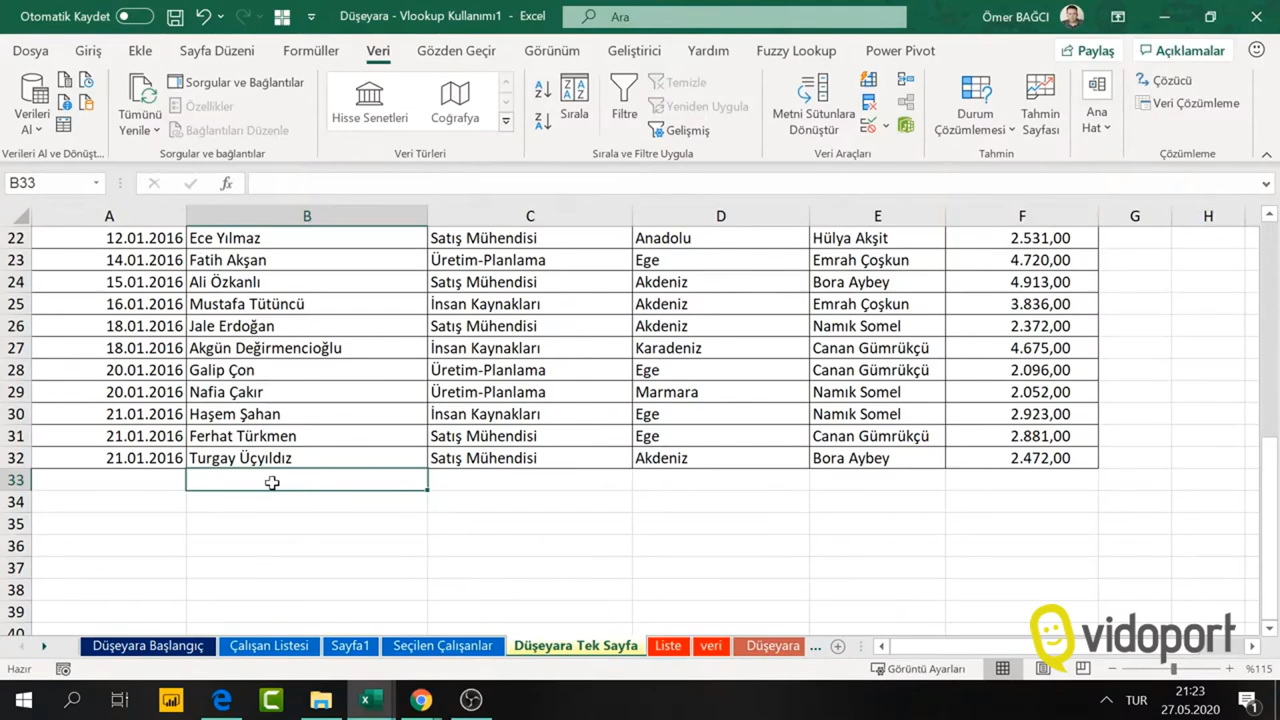 Otomatik Kaydet Düşeyara - Vlookup Kullanımı1 - Excel Ara Ömer BAĞCI
Dosya Giriş Ekle Sayfa Düzeni Formüller Veri Gözden Geçir Görünüm Geliştirici Yardım Fuzzy Lookup Power Pivot Paylaş Açıklamalar
Verileri Al
Tümünü Yenile
Sorgular ve Bağlantılar
Özellikler
Bağlantıları Düzenle
Hisse Senetleri Coğrafya
Sırala
Filtre
Temizle
Yeniden Uygula
Gelişmiş
Metni Sütunlara Dönüştür
Durum Çözümlemesi
Tahmin Sayfası
Ana Hat
Çözücü
Veri Çözümleme
Verileri Al ve Dönüşt... Sorgular ve bağlantılar Veri Türleri Sırala ve Filtre Uygula Veri Araçları Tahmin Çözümleme
B33 fx
A B C D E F G H
22 12.01.2016 Ece Yılmaz Satış Mühendisi Anadolu Hülya Akşit 2.531,00
23 14.01.2016 Fatih Akşan Üretim-Planlama Ege Emrah Çoşkun 4.720,00
24 15.01.2016 Ali Özkanlı Satış Mühendisi Akdeniz Bora Aybey 4.913,00
25 16.01.2016 Mustafa Tütüncü İnsan Kaynakları Akdeniz Emrah Çoşkun 3.836,00
26 18.01.2016 Jale Erdoğan Satış Mühendisi Akdeniz Namık Somel 2.372,00
27 18.01.2016 Akgün Değirmencioğlu İnsan Kaynakları Karadeniz Canan Gümrükçü 4.675,00
28 20.01.2016 Galip Çon Üretim-Planlama Ege Canan Gümrükçü 2.096,00
29 20.01.2016 Nafia Çakır Üretim-Planlama Marmara Namık Somel 2.052,00
30 21.01.2016 Haşem Şahan İnsan Kaynakları Ege Namık Somel 2.923,00
31 21.01.2016 Ferhat Türkmen Satış Mühendisi Ege Canan Gümrükçü 2.881,00
32 21.01.2016 Turgay Üçyıldız Satış Mühendisi Akdeniz Bora Aybey 2.472,00
33
34
35
36
37
38
39
40
vidoport
Düşeyara Başlangıç Çalışan Listesi Sayfa1 Seçilen Çalışanlar Düşeyara Tek Sayfa Liste veri Düşeyara ...
Hazır Görüntü Ayarları %115
TUR 21:23
27.05.2020
1